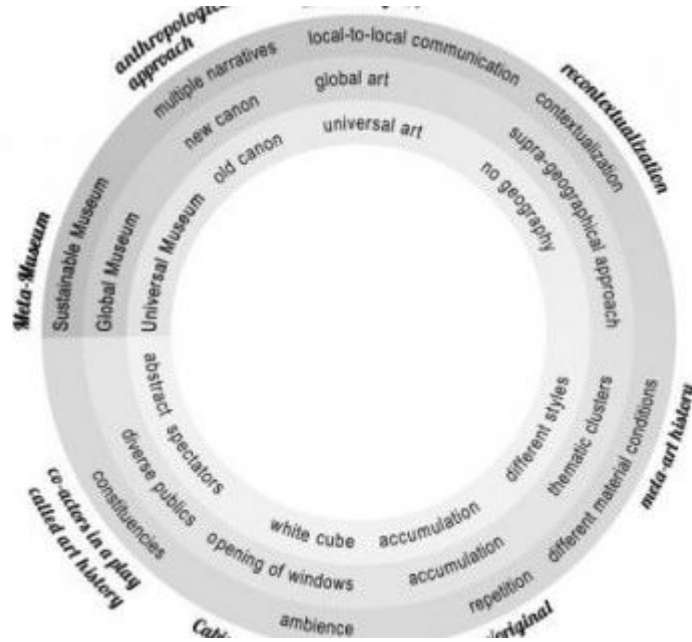 anthropological
approach
recontextualization
meta-art history
co-actors in a play
called art history
Meta-Museum
Sustainable Museum
multiple narratives
local-to-local communication
contextualization
different material conditions
repetition
ambience
constituencies
Global Museum
new canon
global art
supra-geographical approach
thematic clusters
accumulation
opening of windows
diverse publics
Universal Museum
old canon
universal art
no geography
different styles
accumulation
white cube
abstract spectators